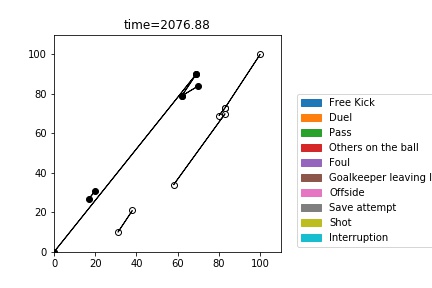 time=2076.88
100
80
60
40
20
0
0
20
40
60
80
100
Free Kick
Duel
Pass
Others on the ball
Foul
Goalkeeper leaving l
Offside
Save attempt
Shot
Interruption